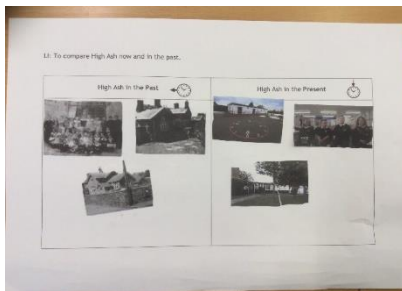 LI: To compare High Ash now and in the past.
High Ash in the Past
High Ash in the Present